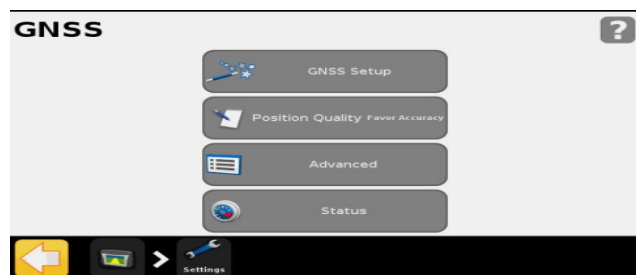 GNSS
?
GNSS Setup
Position Quality Favor Accuracy
Advanced
Status
Settings